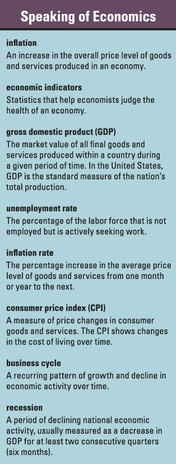 Speaking of Economics
inflation
An increase in the overall price level of goods
and services produced in an economy.
economic indicators
Statistics that help economists judge the
health of an economy.
gross domestic product (GDP)
The market value of all final goods and
services produced within a country during
a given period of time. In the United States,
GDP is the standard measure of the nation's
total production.
unemployment rate
The percentage of the labor force that is not
employed but is actively seeking work.
inflation rate
The percentage increase in the average price
level of goods and services from one month
or year to the next.
consumer price index (CPI)
A measure of price changes in consumer
goods and services. The CPI shows changes
in the cost of living over time.
business cycle
A recurring pattern of growth and decline in
economic activity over time.
recession
A period of declining national economic
activity, usually measured as a decrease in
GDP for at least two consecutive quarters
(six months).